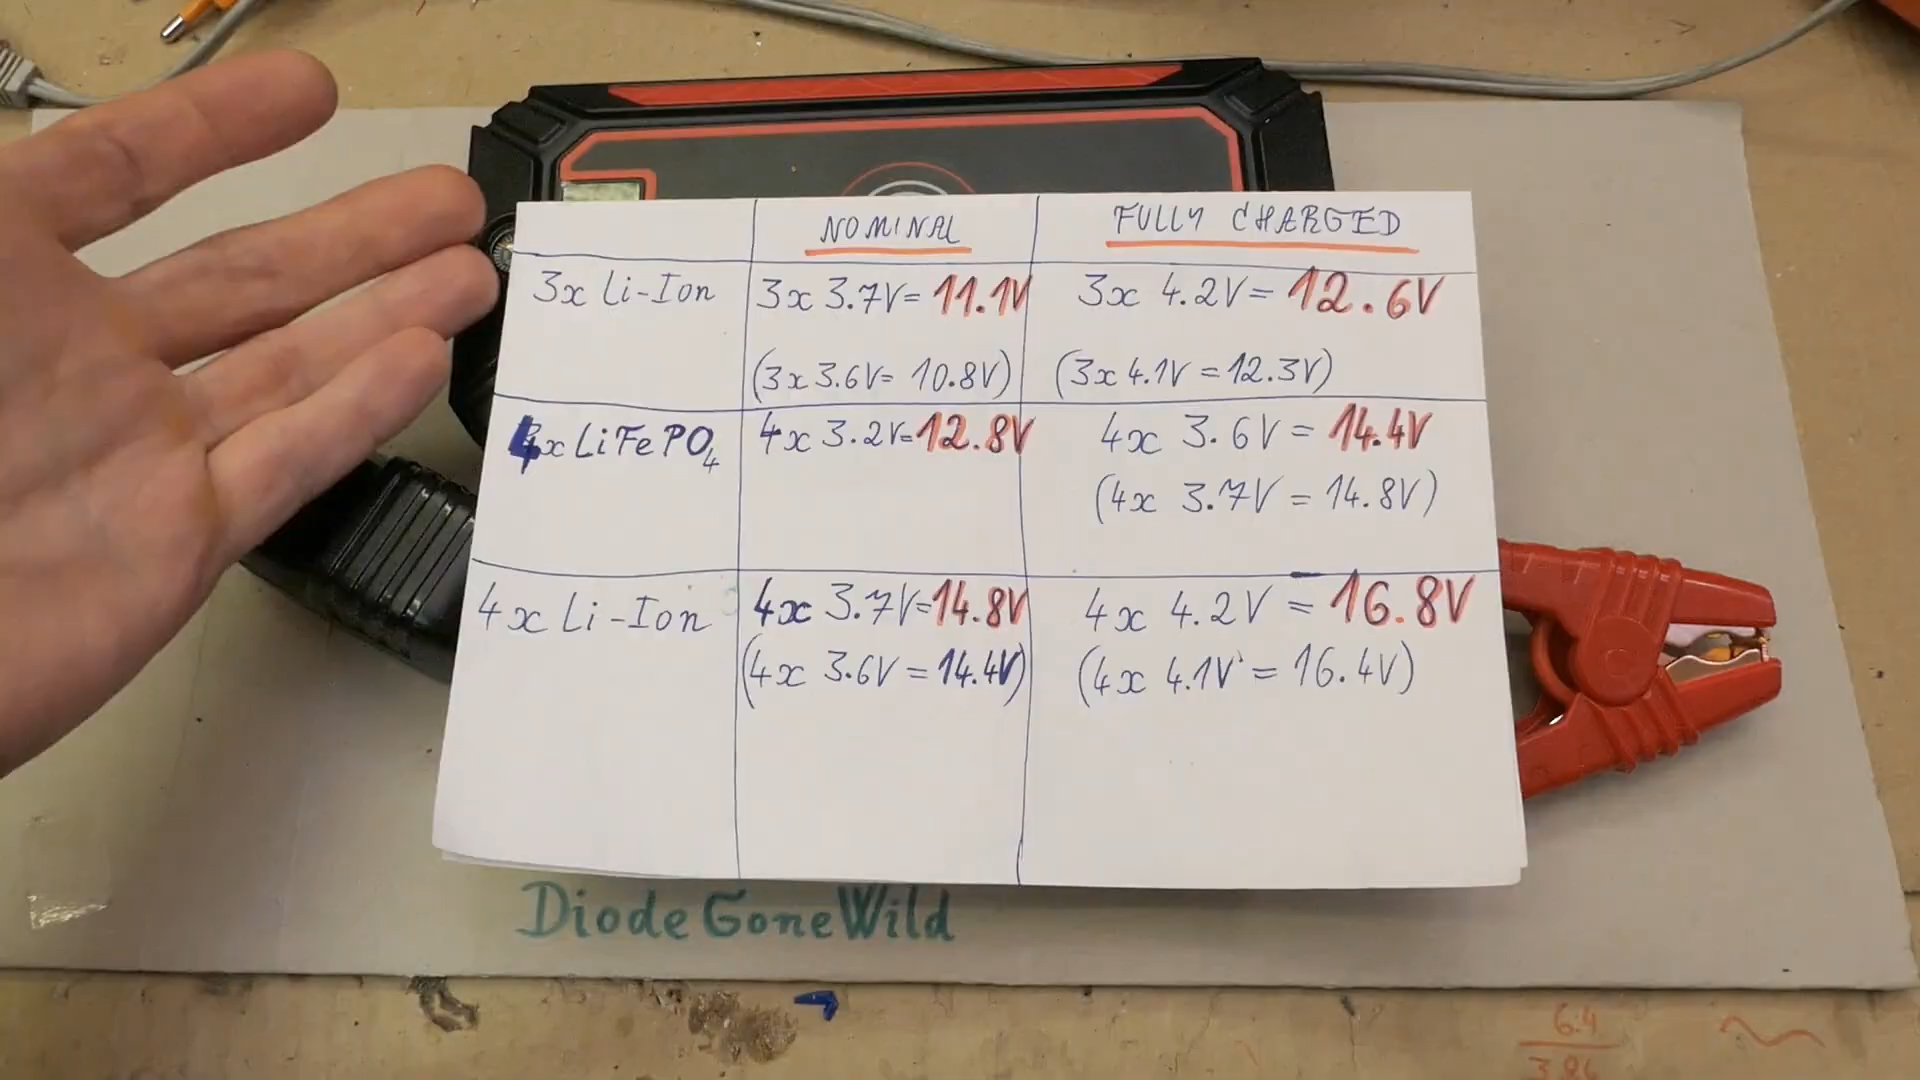 NOMINAL FULLY CHARGED
3x Li-Ion 3x 3.7V= 11.1V 3x 4.2V= 12.6V
(3x 3.6V= 10.8V) (3x 4.1V = 12.3V)
4x LiFePO4 4x 3.2V= 12.8V 4x 3.6V = 14.4V
(4x 3.7V = 14.8V)
4x Li-Ion 4x 3.7V= 14.8V 4x 4.2V = 16.8V
(4x 3.6V = 14.4V) (4x 4.1V = 16.4V)
DiodeGoneWild
6.4